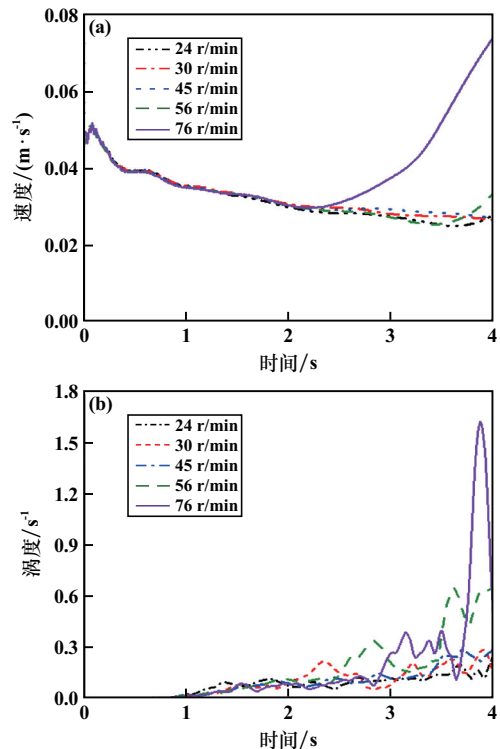 (a)
24 r/min
30 r/min
45 r/min
56 r/min
76 r/min
0.08
0.06
0.04
0.02
0.00
速度/(m·s⁻¹)
0 1 2 3 4
时间/s
(b)
24 r/min
30 r/min
45 r/min
56 r/min
76 r/min
1.8
1.5
1.2
0.9
0.6
0.3
0.0
涡度/s⁻¹
0 1 2 3 4
时间/s